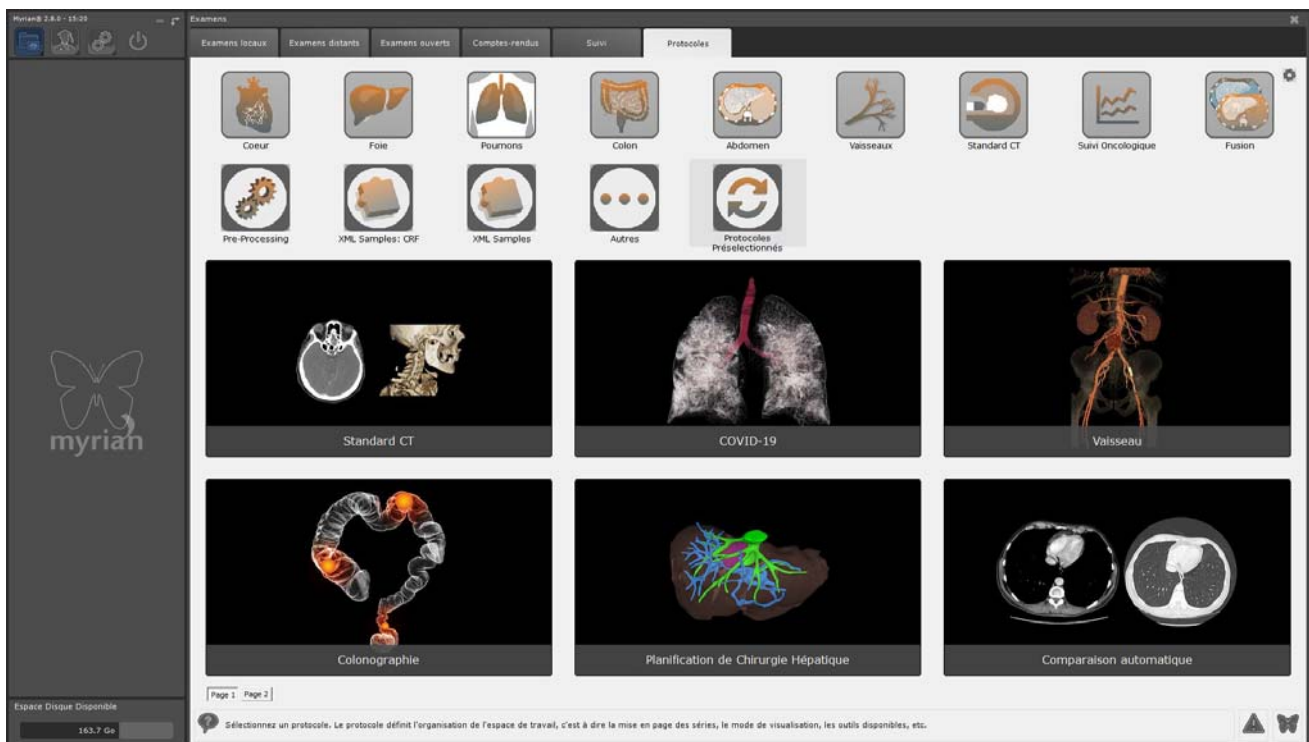 Myrian® 2.8.0 - 15:20
Examens
Examens locaux
Examens distants
Examens ouverts
Comptes-rendus
Suivi
Protocoles
Coeur
Foie
Poumons
Colon
Abdomen
Vaisseaux
Standard CT
Suivi Oncologique
Fusion
Pre-Processing
XML Samples: CRF
XML Samples
Autres
Protocoles
Préselectionnés
Standard CT
COVID-19
Vaisseau
myrian
Colonographie
Planification de Chirurgie Hépatique
Comparaison automatique
Page 1 Page 2
Espace Disque Disponible
163.7 Go
Sélectionnez un protocole. Le protocole définit l'organisation de l'espace de travail, c'est à dire la mise en page des séries, le mode de visualisation, les outils disponibles, etc.